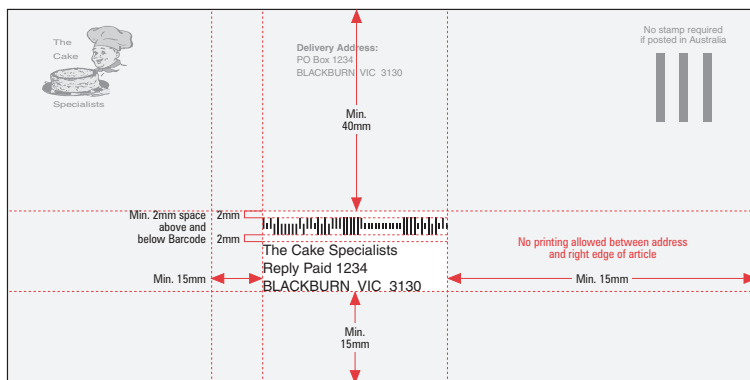 The
Cake
Specialists
Delivery Address:
PO Box 1234
BLACKBURN VIC 3130
No stamp required
if posted in Australia
Min.
40mm
Min. 2mm space
above and
below Barcode
2mm
2mm
The Cake Specialists
Reply Paid 1234
BLACKBURN VIC 3130
No printing allowed between address
and right edge of article
Min. 15mm
Min. 15mm
Min.
15mm